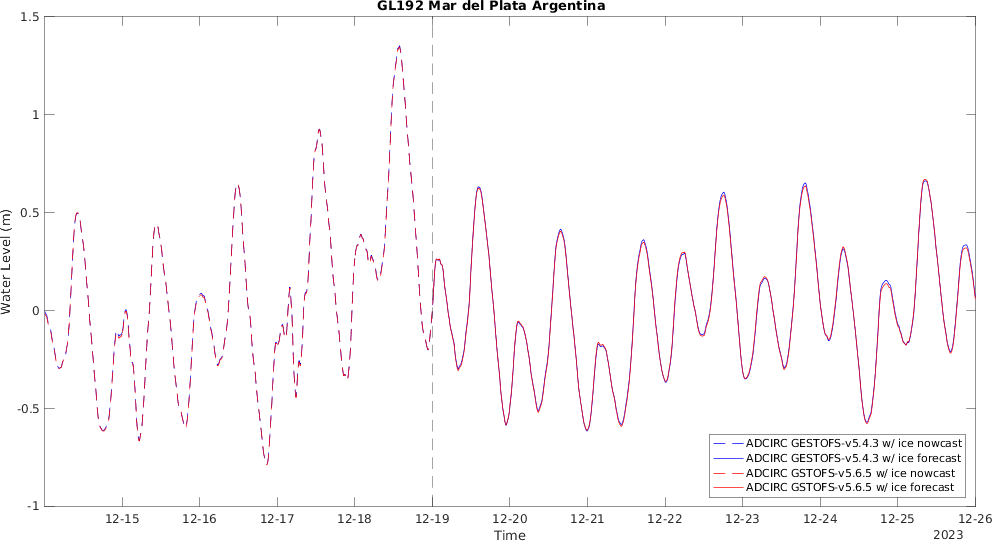 GL192 Mar del Plata Argentina
1.5
1
0.5
0
-0.5
-1
Water Level (m)
12-15 12-16 12-17 12-18 12-19 12-20 12-21 12-22 12-23 12-24 12-25 12-26
Time
2023
ADCIRC GESTOFS-v5.4.3 w/ ice nowcast
ADCIRC GESTOFS-v5.4.3 w/ ice forecast
ADCIRC GSTOFS-v5.6.5 w/ ice nowcast
ADCIRC GSTOFS-v5.6.5 w/ ice forecast